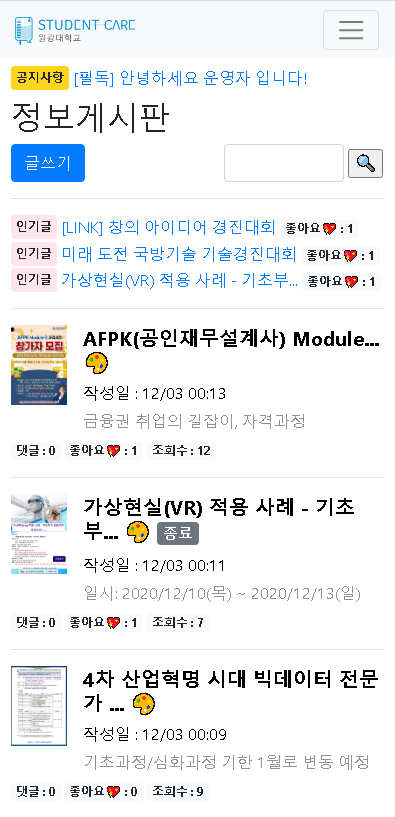 STUDENT CARE
원광대학교
공지사항 [필독] 안녕하세요 운영자 입니다!
정보게시판
글쓰기
인기글 [LINK] 창의 아이디어 경진대회 좋아요 : 1
인기글 미래 도전 국방기술 기술경진대회 좋아요 : 1
인기글 가상현실(VR) 적용 사례 - 기초부... 좋아요 : 1
AFPK(공인재무설계사) Module...
작성일 : 12/03 00:13
금융권 취업의 길잡이, 자격과정
댓글 : 0 좋아요 : 1 조회수 : 12
참가자 모집
가상현실(VR) 적용 사례 - 기초
부... 종료
작성일 : 12/03 00:11
일시: 2020/12/10(목) ~ 2020/12/13(일)
댓글 : 0 좋아요 : 1 조회수 : 7
4차 산업혁명 시대 빅데이터 전문
가 ...
작성일 : 12/03 00:09
기초과정/심화과정 기한 1월로 변동 예정
댓글 : 0 좋아요 : 0 조회수 : 9